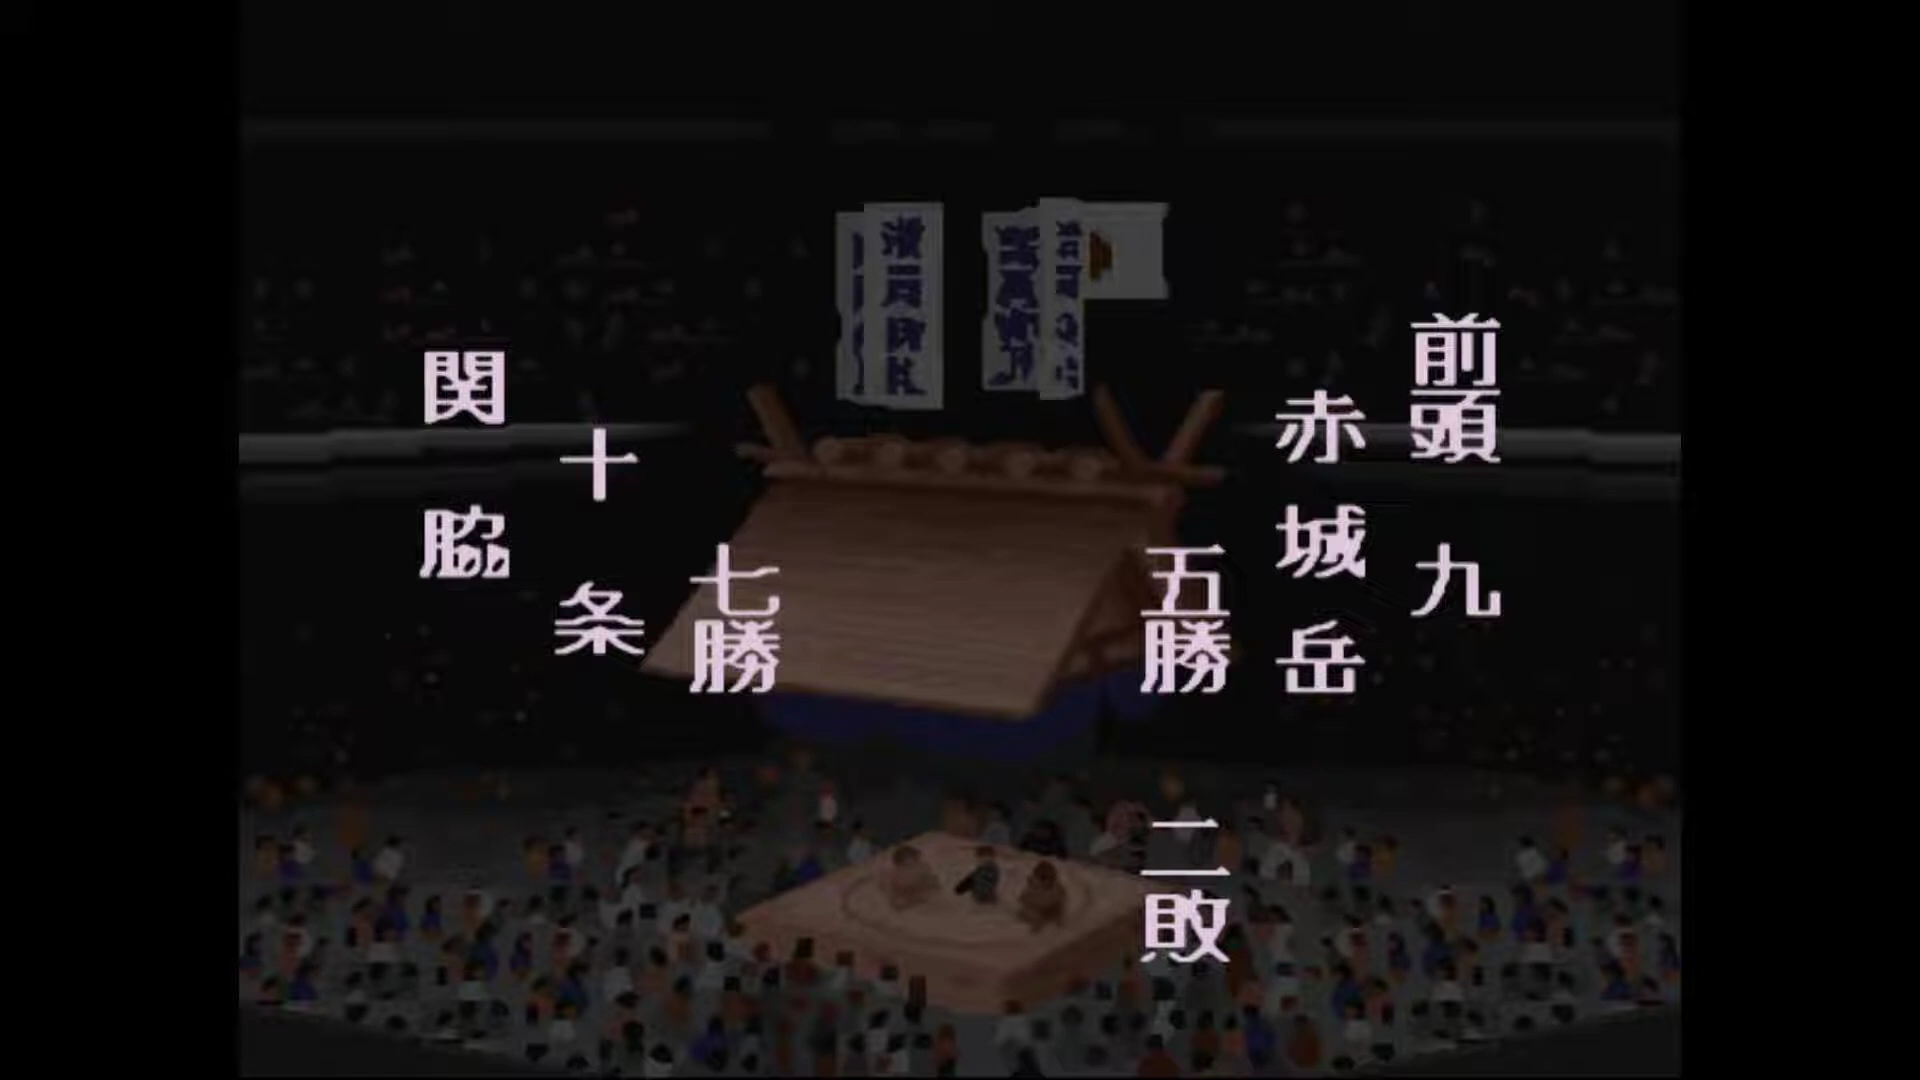 前頭 九
赤城岳
五勝 二敗
関脇
十条
七勝